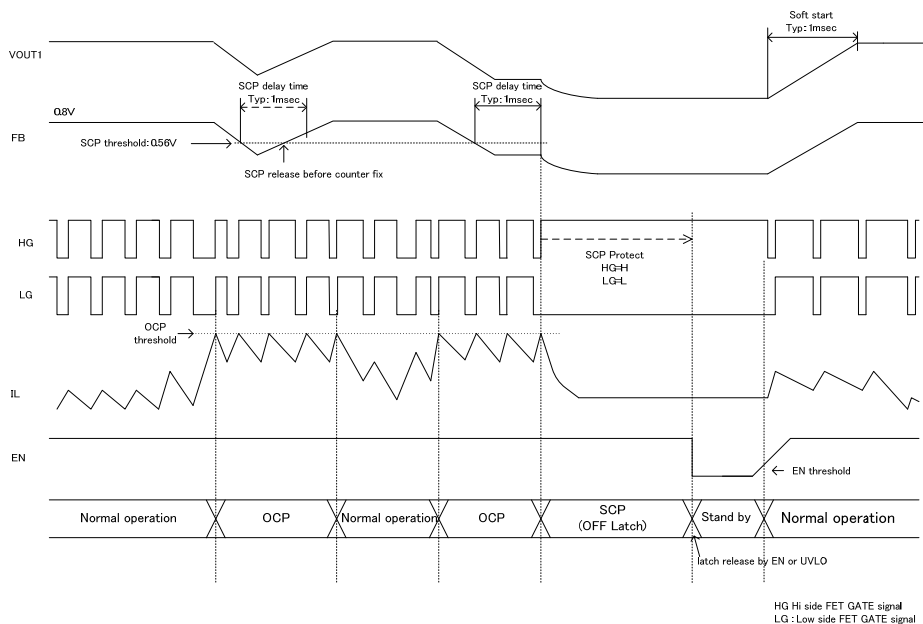 Soft start
Typ:1msec
VOUT1
SCP delay time
Typ:1msec
SCP delay time
Typ:1msec
0.8V
FB
SCP threshold:0.56V
SCP release before counter fix
HG
SCP Protect
HG=H
LG=L
LG
OCP
threshold
IL
EN
EN threshold
Normal operation
OCP
Normal operation
OCP
SCP
(OFF Latch)
Stand by
Normal operation
latch release by EN or UVLO
HG Hi side FET GATE signal
LG : Low side FET GATE signal